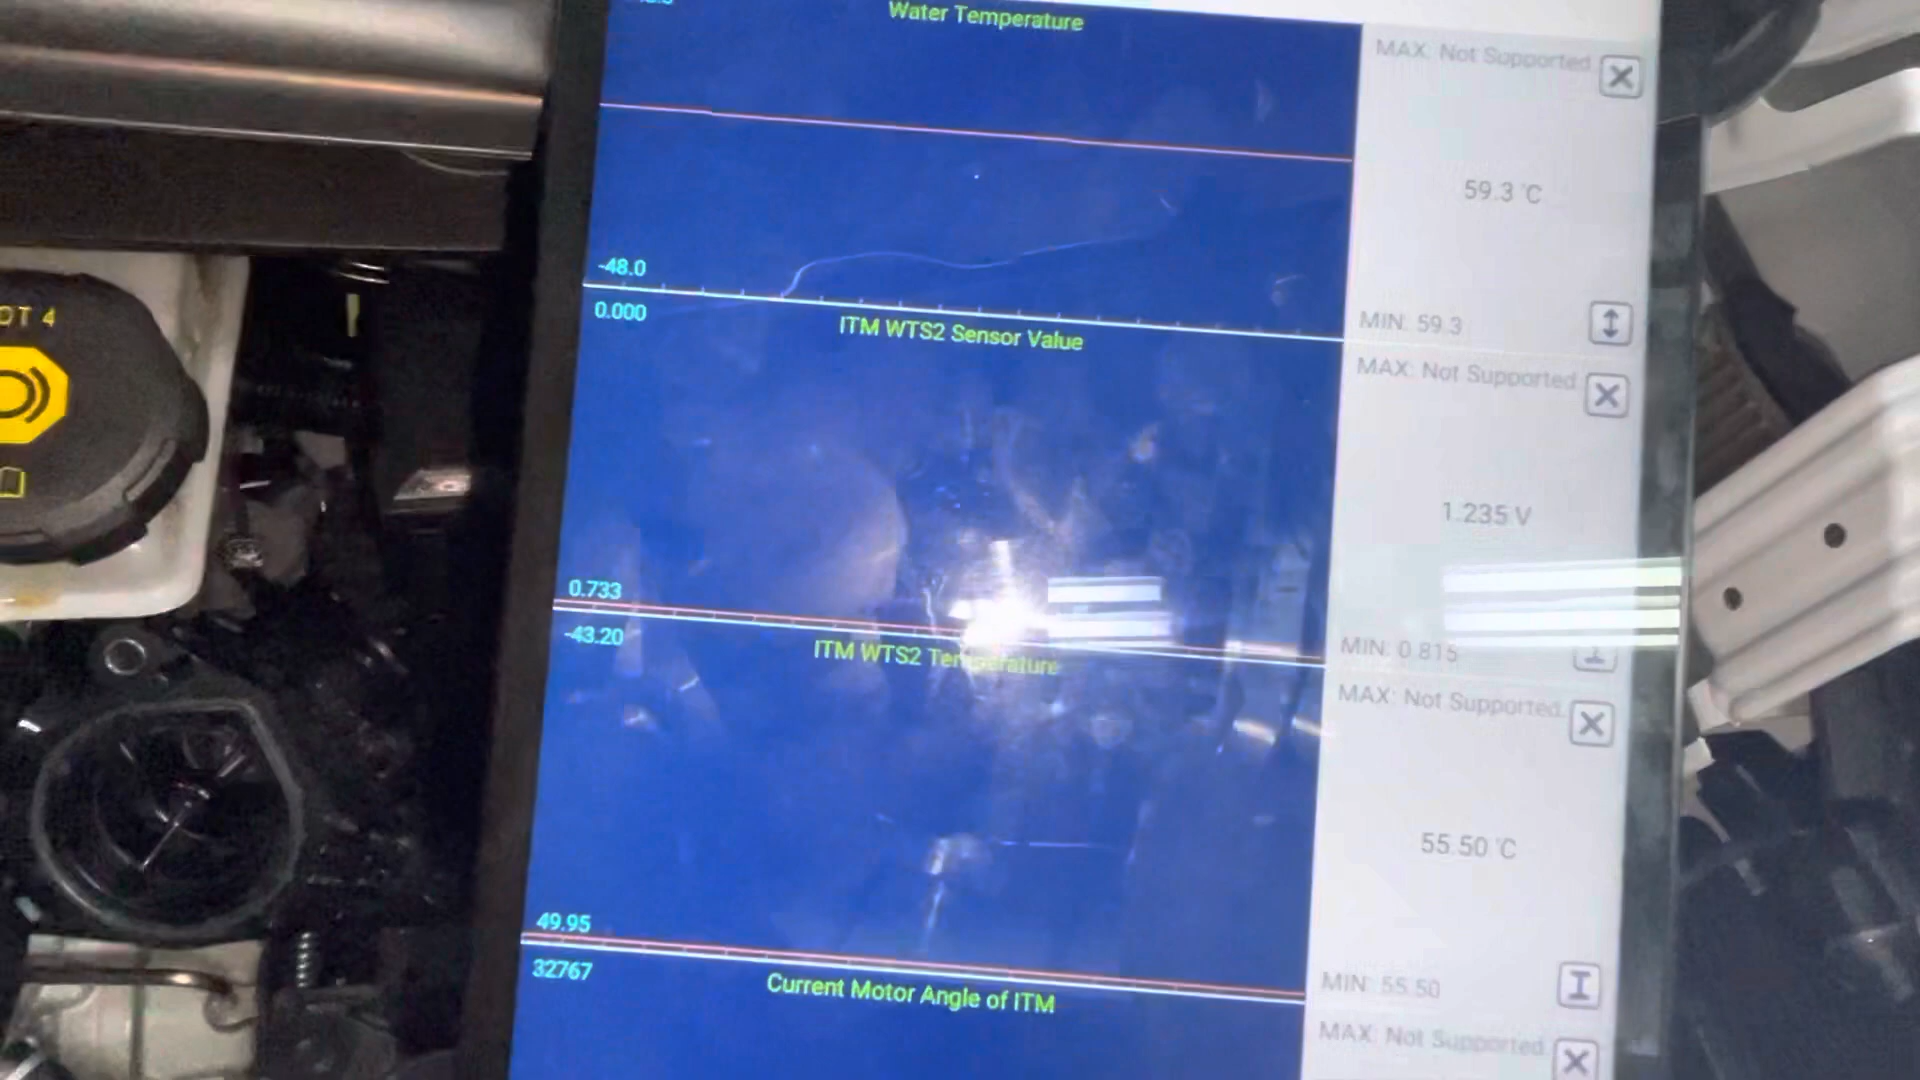 Water Temperature
MAX: Not Supported
59.3 °C
-48.0
MIN: 59.3
0.000
ITM WTS2 Sensor Value
MAX: Not Supported
1.235 V
0.733
MIN: 0.815
-43.20
ITM WTS2 Temperature
MAX: Not Supported
55.50 °C
49.95
MIN: 55.50
32767
Current Motor Angle of ITM
MAX: Not Supported
OT 4